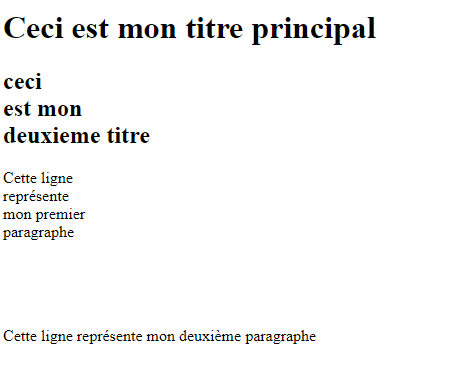 Ceci est mon titre principal
ceci
est mon
deuxieme titre
Cette ligne
représente
mon premier
paragraphe
Cette ligne représente mon deuxième paragraphe